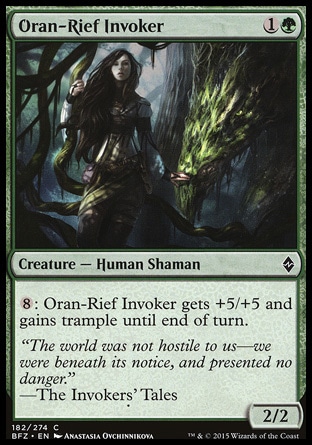 Oran-Rief Invoker 1
Creature — Human Shaman
8: Oran-Rief Invoker gets +5/+5 and
gains trample until end of turn.
“The world was not hostile to us—we
were beneath its notice, and presented no
danger.”
—The Invokers’ Tales
2/2
182/274 C
BFZ • EN Anastasia Ovchinnikova
™ & © 2015 Wizards of the Coast